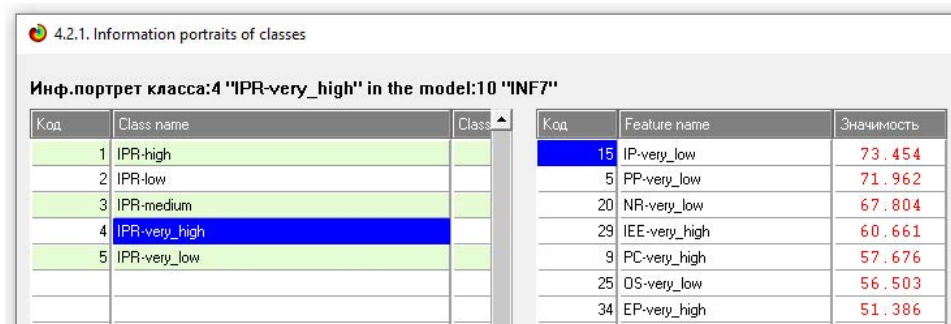 4.2.1. Information portraits of classes
Инф.портрет класса:4 "IPR-very_high" in the model:10 "INF7"
Код Class name Class
1 IPR-high
2 IPR-low
3 IPR-medium
4 IPR-very_high
5 IPR-very_low
Код Feature name Значимость
15 IP-very_low 73.454
5 PP-very_low 71.962
20 NR-very_low 67.804
29 IEE-very_high 60.661
9 PC-very_high 57.676
25 OS-very_low 56.503
34 EP-very_high 51.386